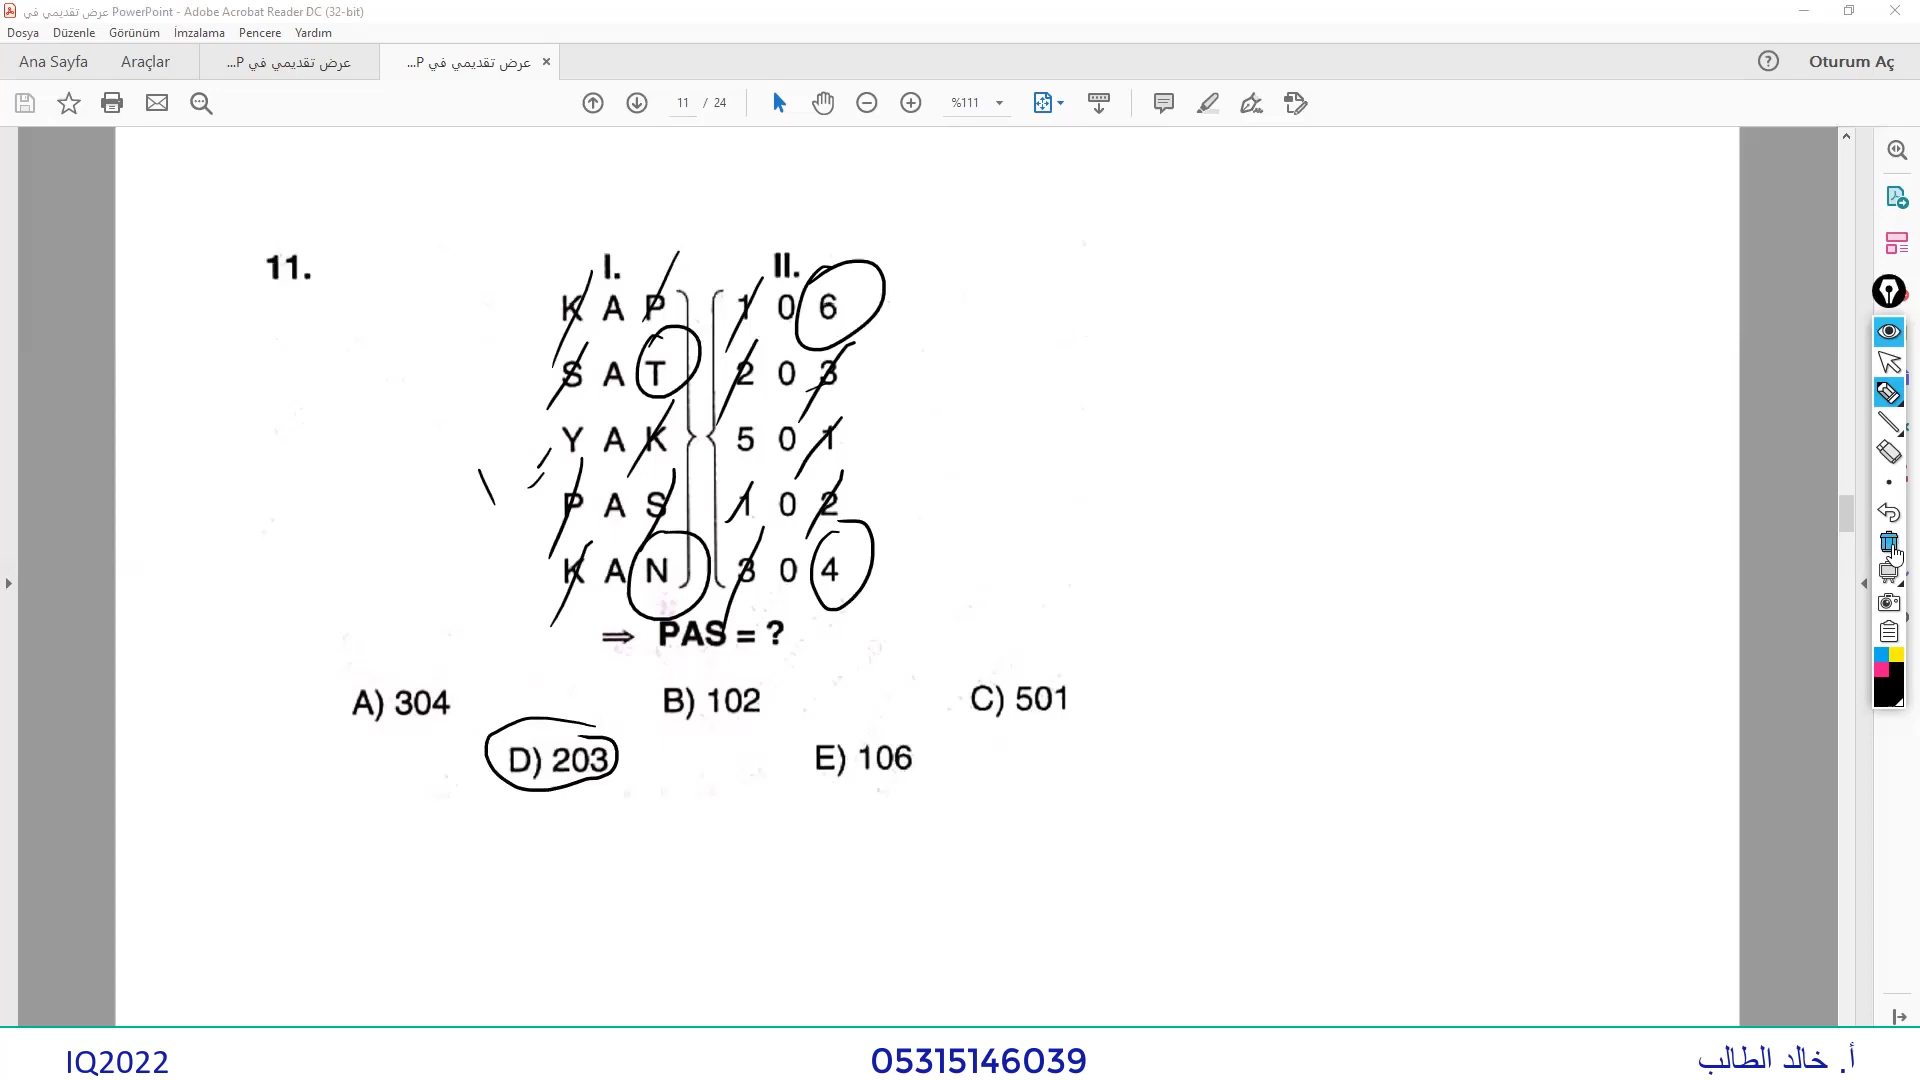 عرض تقديمي في PowerPoint - Adobe Acrobat Reader DC (32-bit)
Dosya Düzenle Görünüm İmzalama Pencere Yardım
Ana Sayfa Araçlar عرض تقديمي في P... عرض تقديمي في P... Oturum Aç
11 / 24 %111
11.
I. II.
K A P 1 0 6
S A T 2 0 3
Y A K 5 0 1
P A S 1 0 2
K A N 3 0 4
⇒ PAS = ?
A) 304 B) 102 C) 501
D) 203 E) 106
IQ2022 05315146039 أ. خالد الطالب